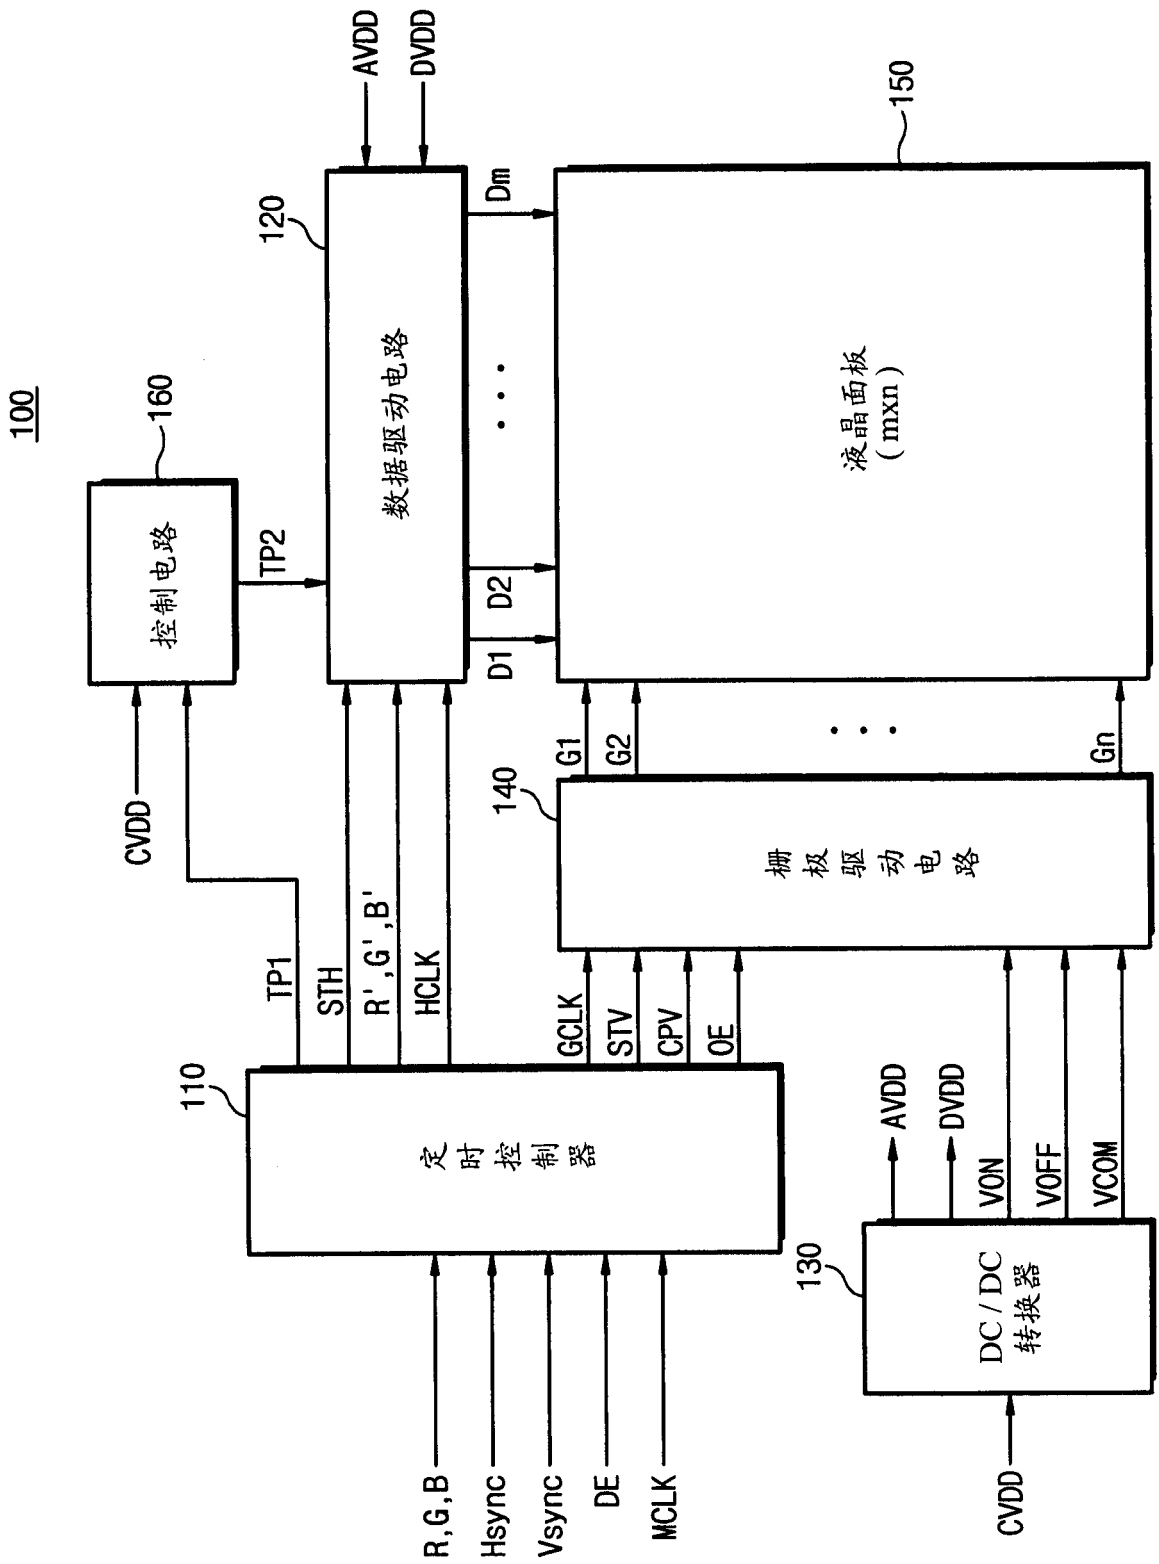 100
160
控制电路
CVDD
TP2
120
AVDD
DVDD
数据驱动电路
TP1
STH
R',G',B'
HCLK
D1
D2
Dm
110
定时控制器
R,G,B
Hsync
Vsync
DE
MCLK
GCLK
STV
CPV
OE
140
栅极驱动电路
G1
G2
Gn
150
液晶面板
(mxn)
130
DC/DC
转换器
CVDD
AVDD
DVDD
VON
VOFF
VCOM